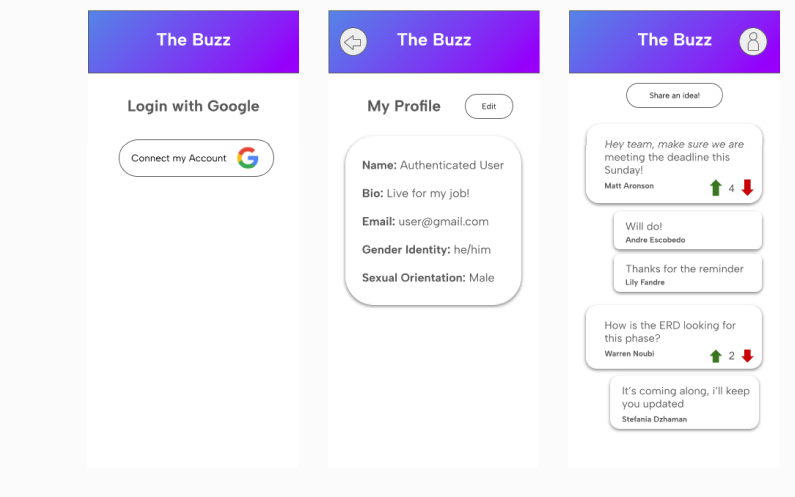 The Buzz
Login with Google
Connect my Account
The Buzz
My Profile
Edit
Name: Authenticated User
Bio: Live for my job!
Email: user@gmail.com
Gender Identity: he/him
Sexual Orientation: Male
The Buzz
Share an idea!
Hey team, make sure we are
meeting the deadline this
Sunday!
Matt Aronson
4
Will do!
Andre Escobedo
Thanks for the reminder
Lily Fandre
How is the ERD looking for
this phase?
Warren Noubi
2
It's coming along, i'll keep
you updated
Stefania Dzhaman